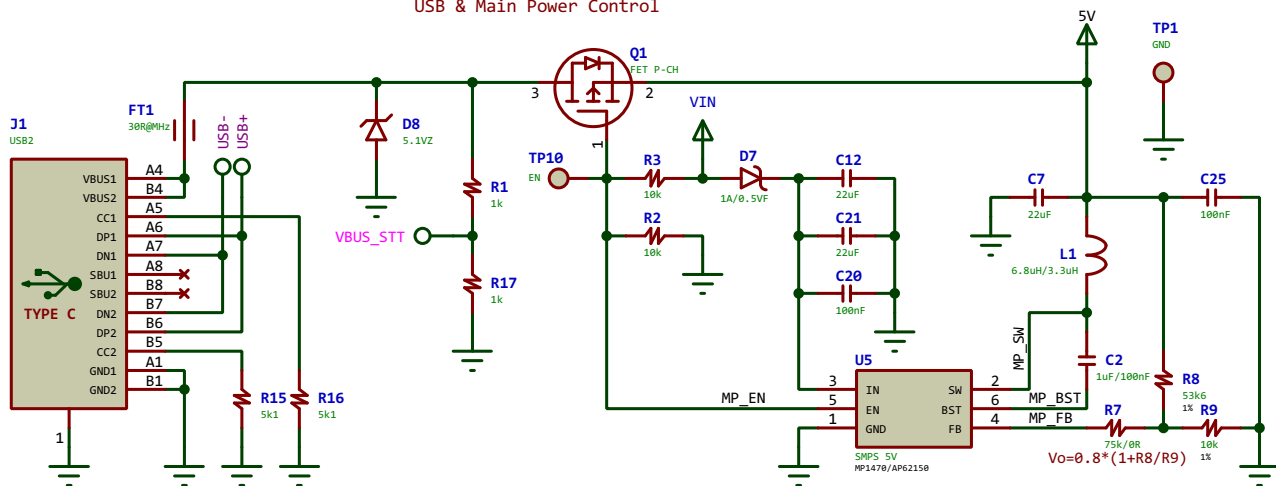 USB & Main Power Control
5V
TP1
GND
Q1
FET P-CH
3
2
1
VIN
FT1
30R@MHz
USB-
USB+
J1
USB2
D8
5.1VZ
TP10
EN
R3
10k
D7
1A/0.5VF
C12
22uF
VBUS1
A4
VBUS2
B4
CC1
A5
DP1
A6
DN1
A7
SBU1
A8
SBU2
B8
DN2
B7
DP2
B6
CC2
B5
GND1
A1
GND2
B1
TYPE C
1
R1
1k
VBUS_STT
R17
1k
R2
10k
C21
22uF
C20
100nF
C7
22uF
C25
100nF
L1
6.8uH/3.3uH
MP_SW
C2
1uF/100nF
R15
5k1
R16
5k1
U5
MP_EN
3
IN
5
EN
1
GND
SW
2
BST
6
FB
4
MP_BST
MP_FB
SMPS 5V
MP1470/AP62150
R8
53k6
1%
R7
75k/0R
R9
10k
1%
Vo=0.8*(1+R8/R9)